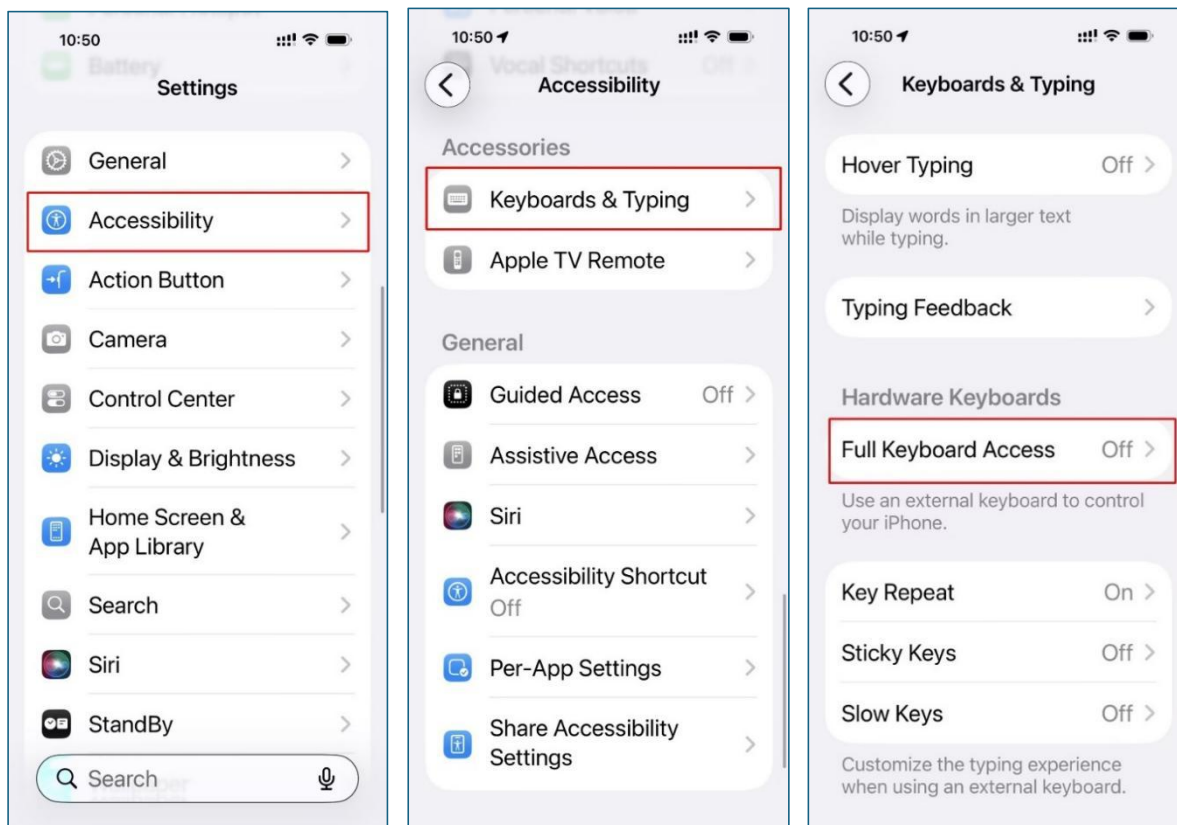 10:50
Battery
Settings
General
Accessibility
Action Button
Camera
Control Center
Display & Brightness
Home Screen &
App Library
Search
Siri
StandBy
Search
10:50
Vocal Shortcuts Off
Accessibility
Accessories
Keyboards & Typing
Apple TV Remote
General
Guided Access Off
Assistive Access
Siri
Accessibility Shortcut
Off
Per-App Settings
Share Accessibility
Settings
10:50
Keyboards & Typing
Hover Typing Off
Display words in larger text
while typing.
Typing Feedback
Hardware Keyboards
Full Keyboard Access Off
Use an external keyboard to control
your iPhone.
Key Repeat On
Sticky Keys Off
Slow Keys Off
Customize the typing experience
when using an external keyboard.